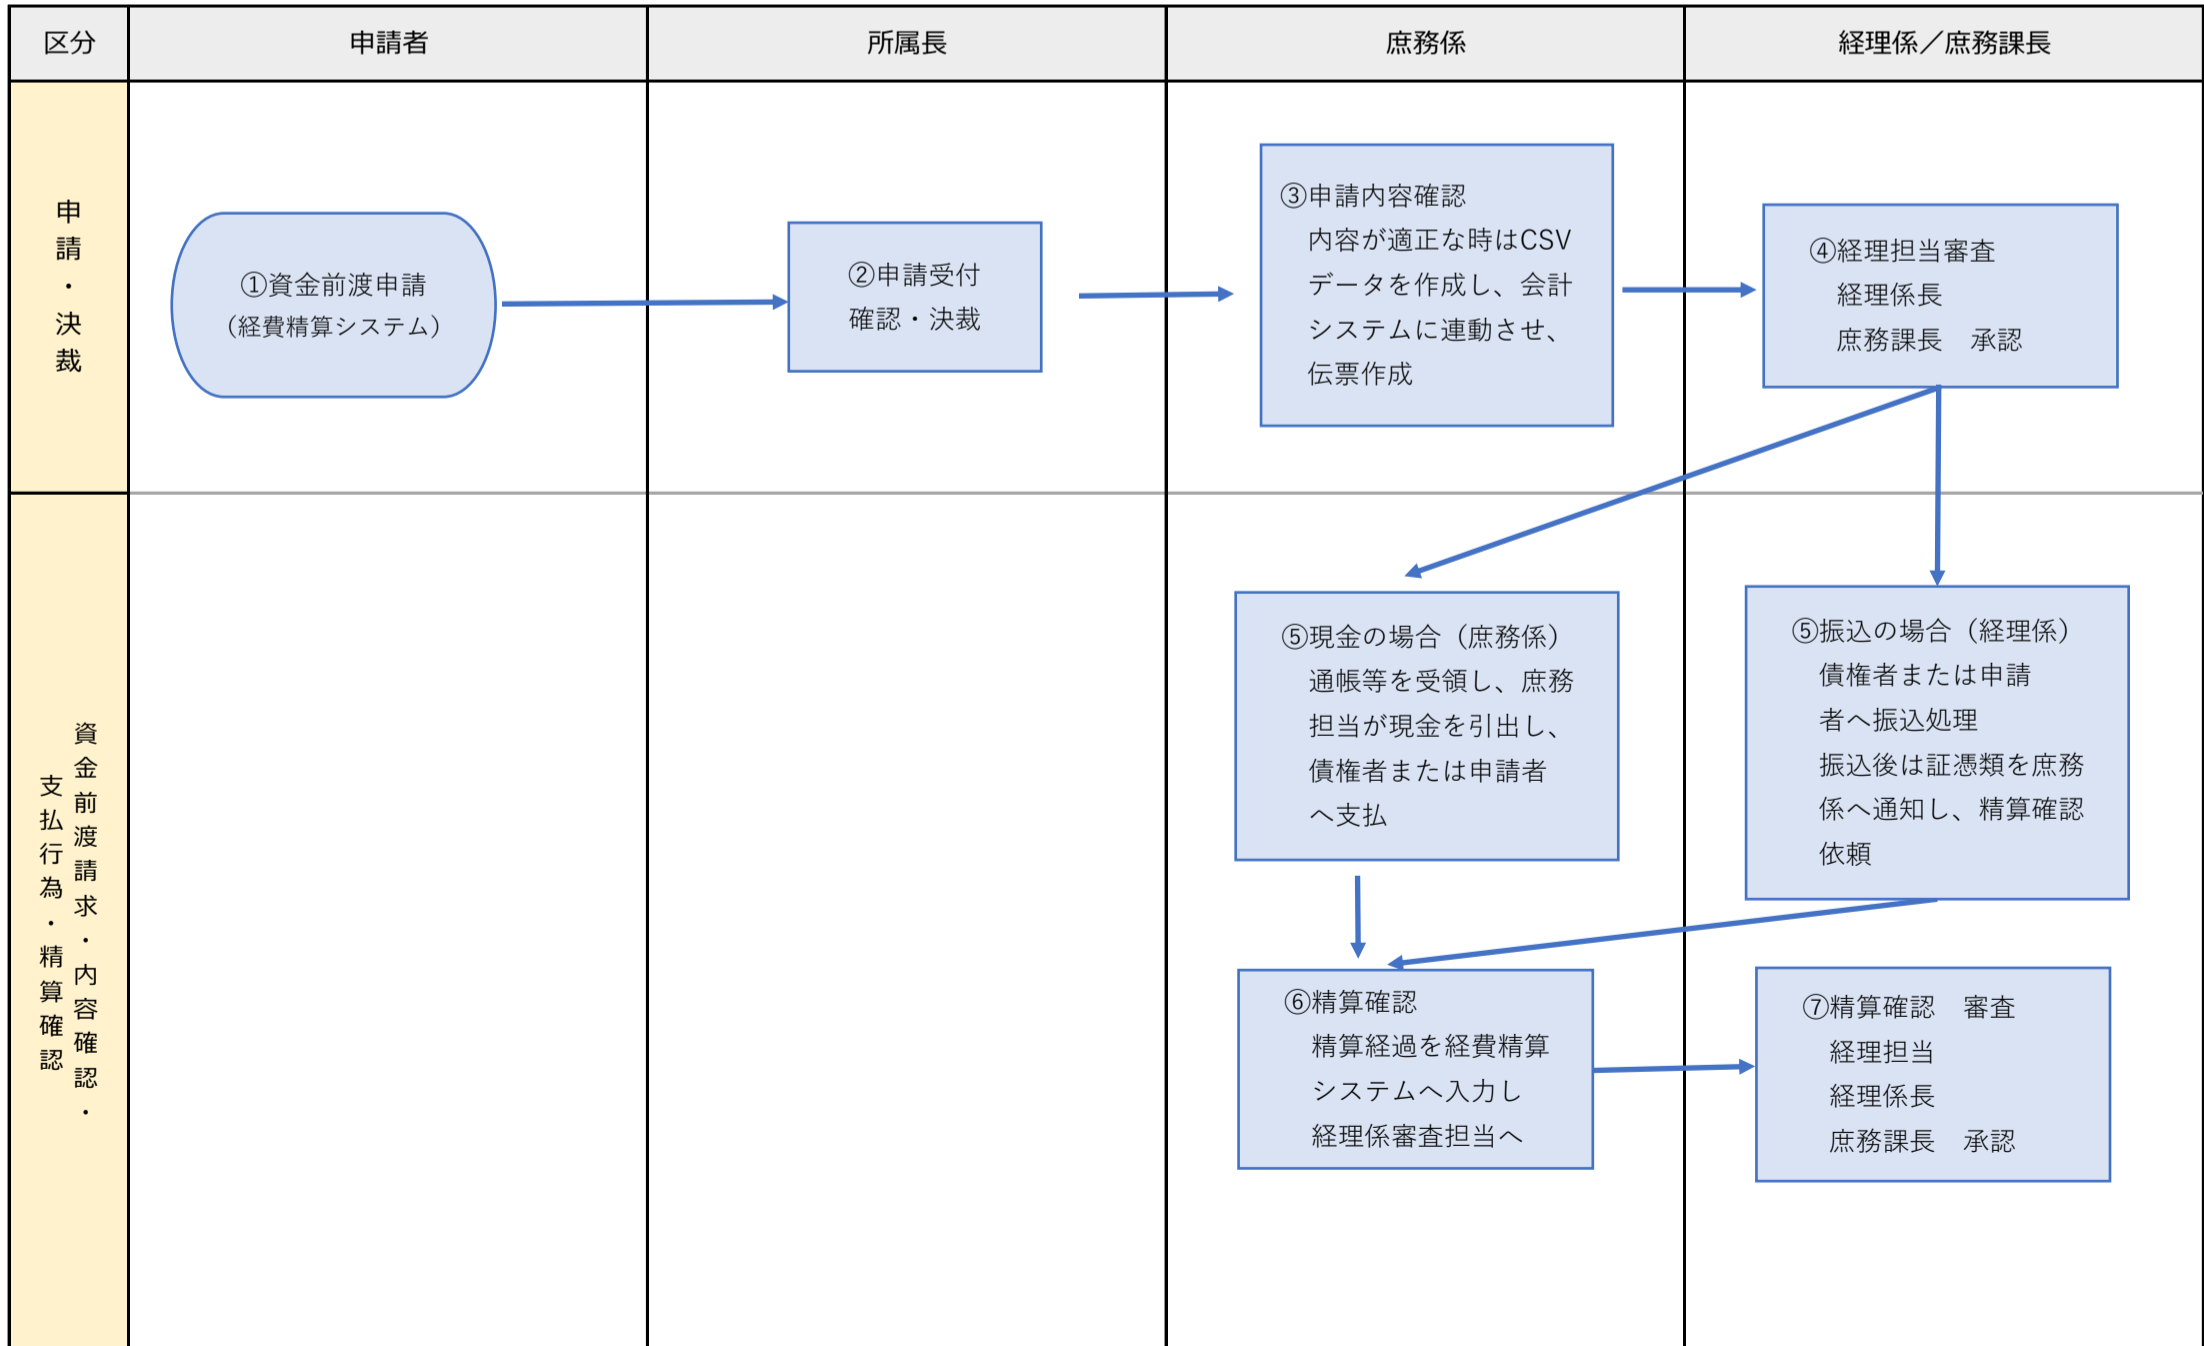 区分
申請者
所属長
庶務係
経理係／庶務課長
申請・決裁
①資金前渡申請
（経費精算システム）
②申請受付
確認・決裁
③申請内容確認
内容が適正な時はCSV
データを作成し、会計
システムに連動させ、
伝票作成
④経理担当審査
経理係長
庶務課長　承認
資金前渡請求・内容確認・
支払行為・精算確認
⑤現金の場合（庶務係）
通帳等を受領し、庶務
担当が現金を引出し、
債権者または申請者
へ支払
⑤振込の場合（経理係）
債権者または申請
者へ振込処理
振込後は証憑類を庶務
係へ通知し、精算確認
依頼
⑥精算確認
精算経過を経費精算
システムへ入力し
経理係審査担当へ
⑦精算確認　審査
経理担当
経理係長
庶務課長　承認